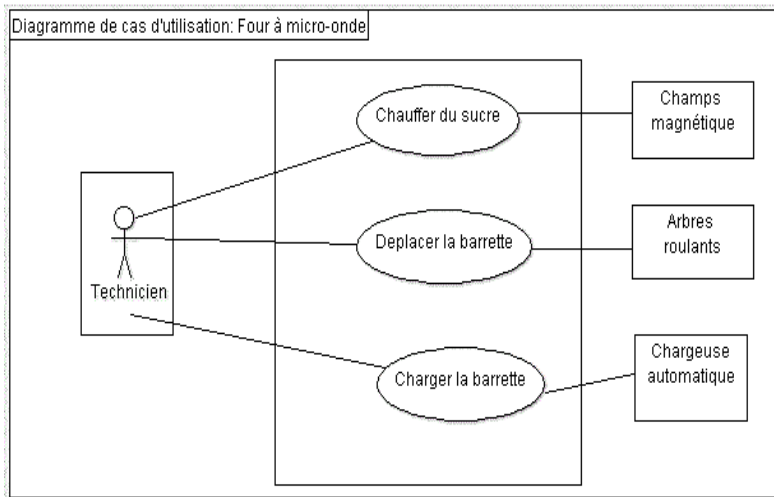 Diagramme de cas d'utilisation: Four à micro-onde
Chauffer du sucre
Champs
magnétique
Deplacer la barrette
Arbres
roulants
Technicien
Charger la barrette
Chargeuse
automatique